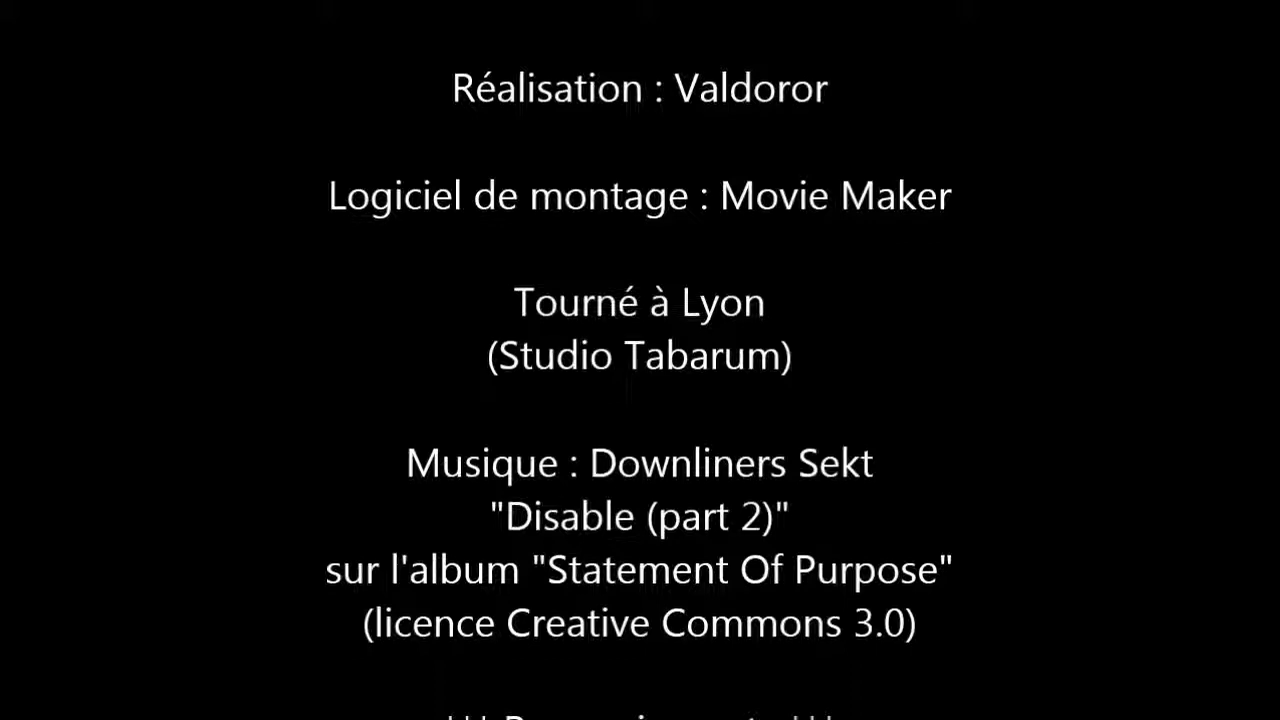 Réalisation : Valdoror
Logiciel de montage : Movie Maker
Tourné à Lyon
(Studio Tabarum)
Musique : Downliners Sekt
"Disable (part 2)"
sur l'album "Statement Of Purpose"
(licence Creative Commons 3.0)